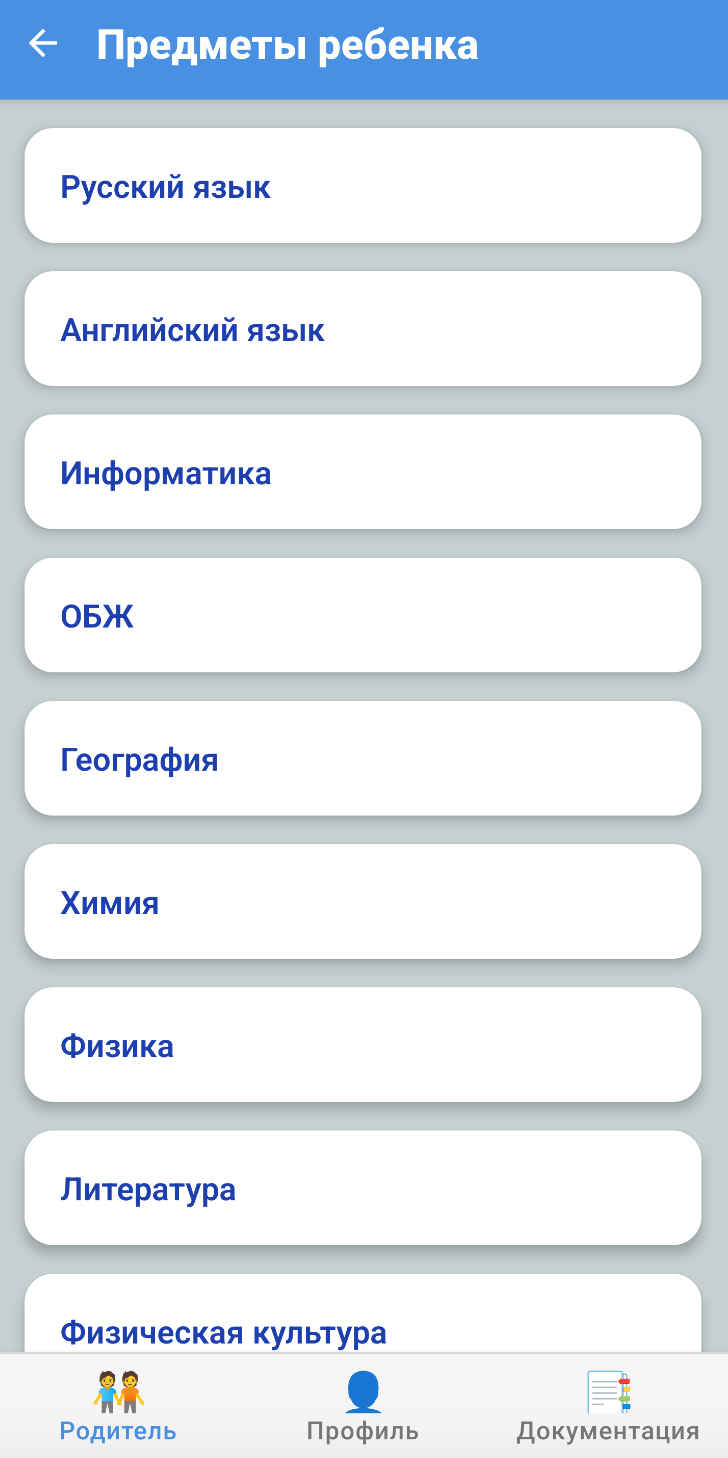 Предметы ребенка
Русский язык
Английский язык
Информатика
ОБЖ
География
Химия
Физика
Литература
Физическая культура
Родитель
Профиль
Документация